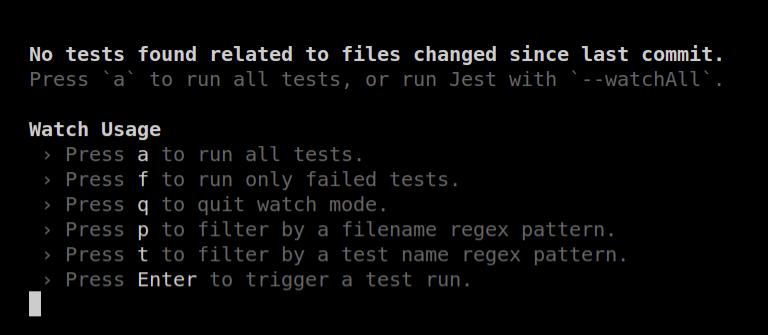 No tests found related to files changed since last commit.
Press `a` to run all tests, or run Jest with `--watchAll`.
Watch Usage
› Press a to run all tests.
› Press f to run only failed tests.
› Press q to quit watch mode.
› Press p to filter by a filename regex pattern.
› Press t to filter by a test name regex pattern.
› Press Enter to trigger a test run.